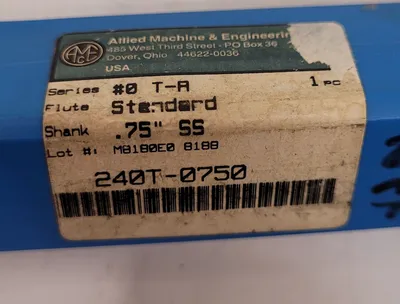 AMEC
Allied Machine & Engineering
485 West Third Street - PO Box 36
Dover, Ohio 44622-0036
USA
Series #0 T-A 1 PC
Flute Standard
Shank .75" SS
Lot #: M8180E0 8188
240T-0750